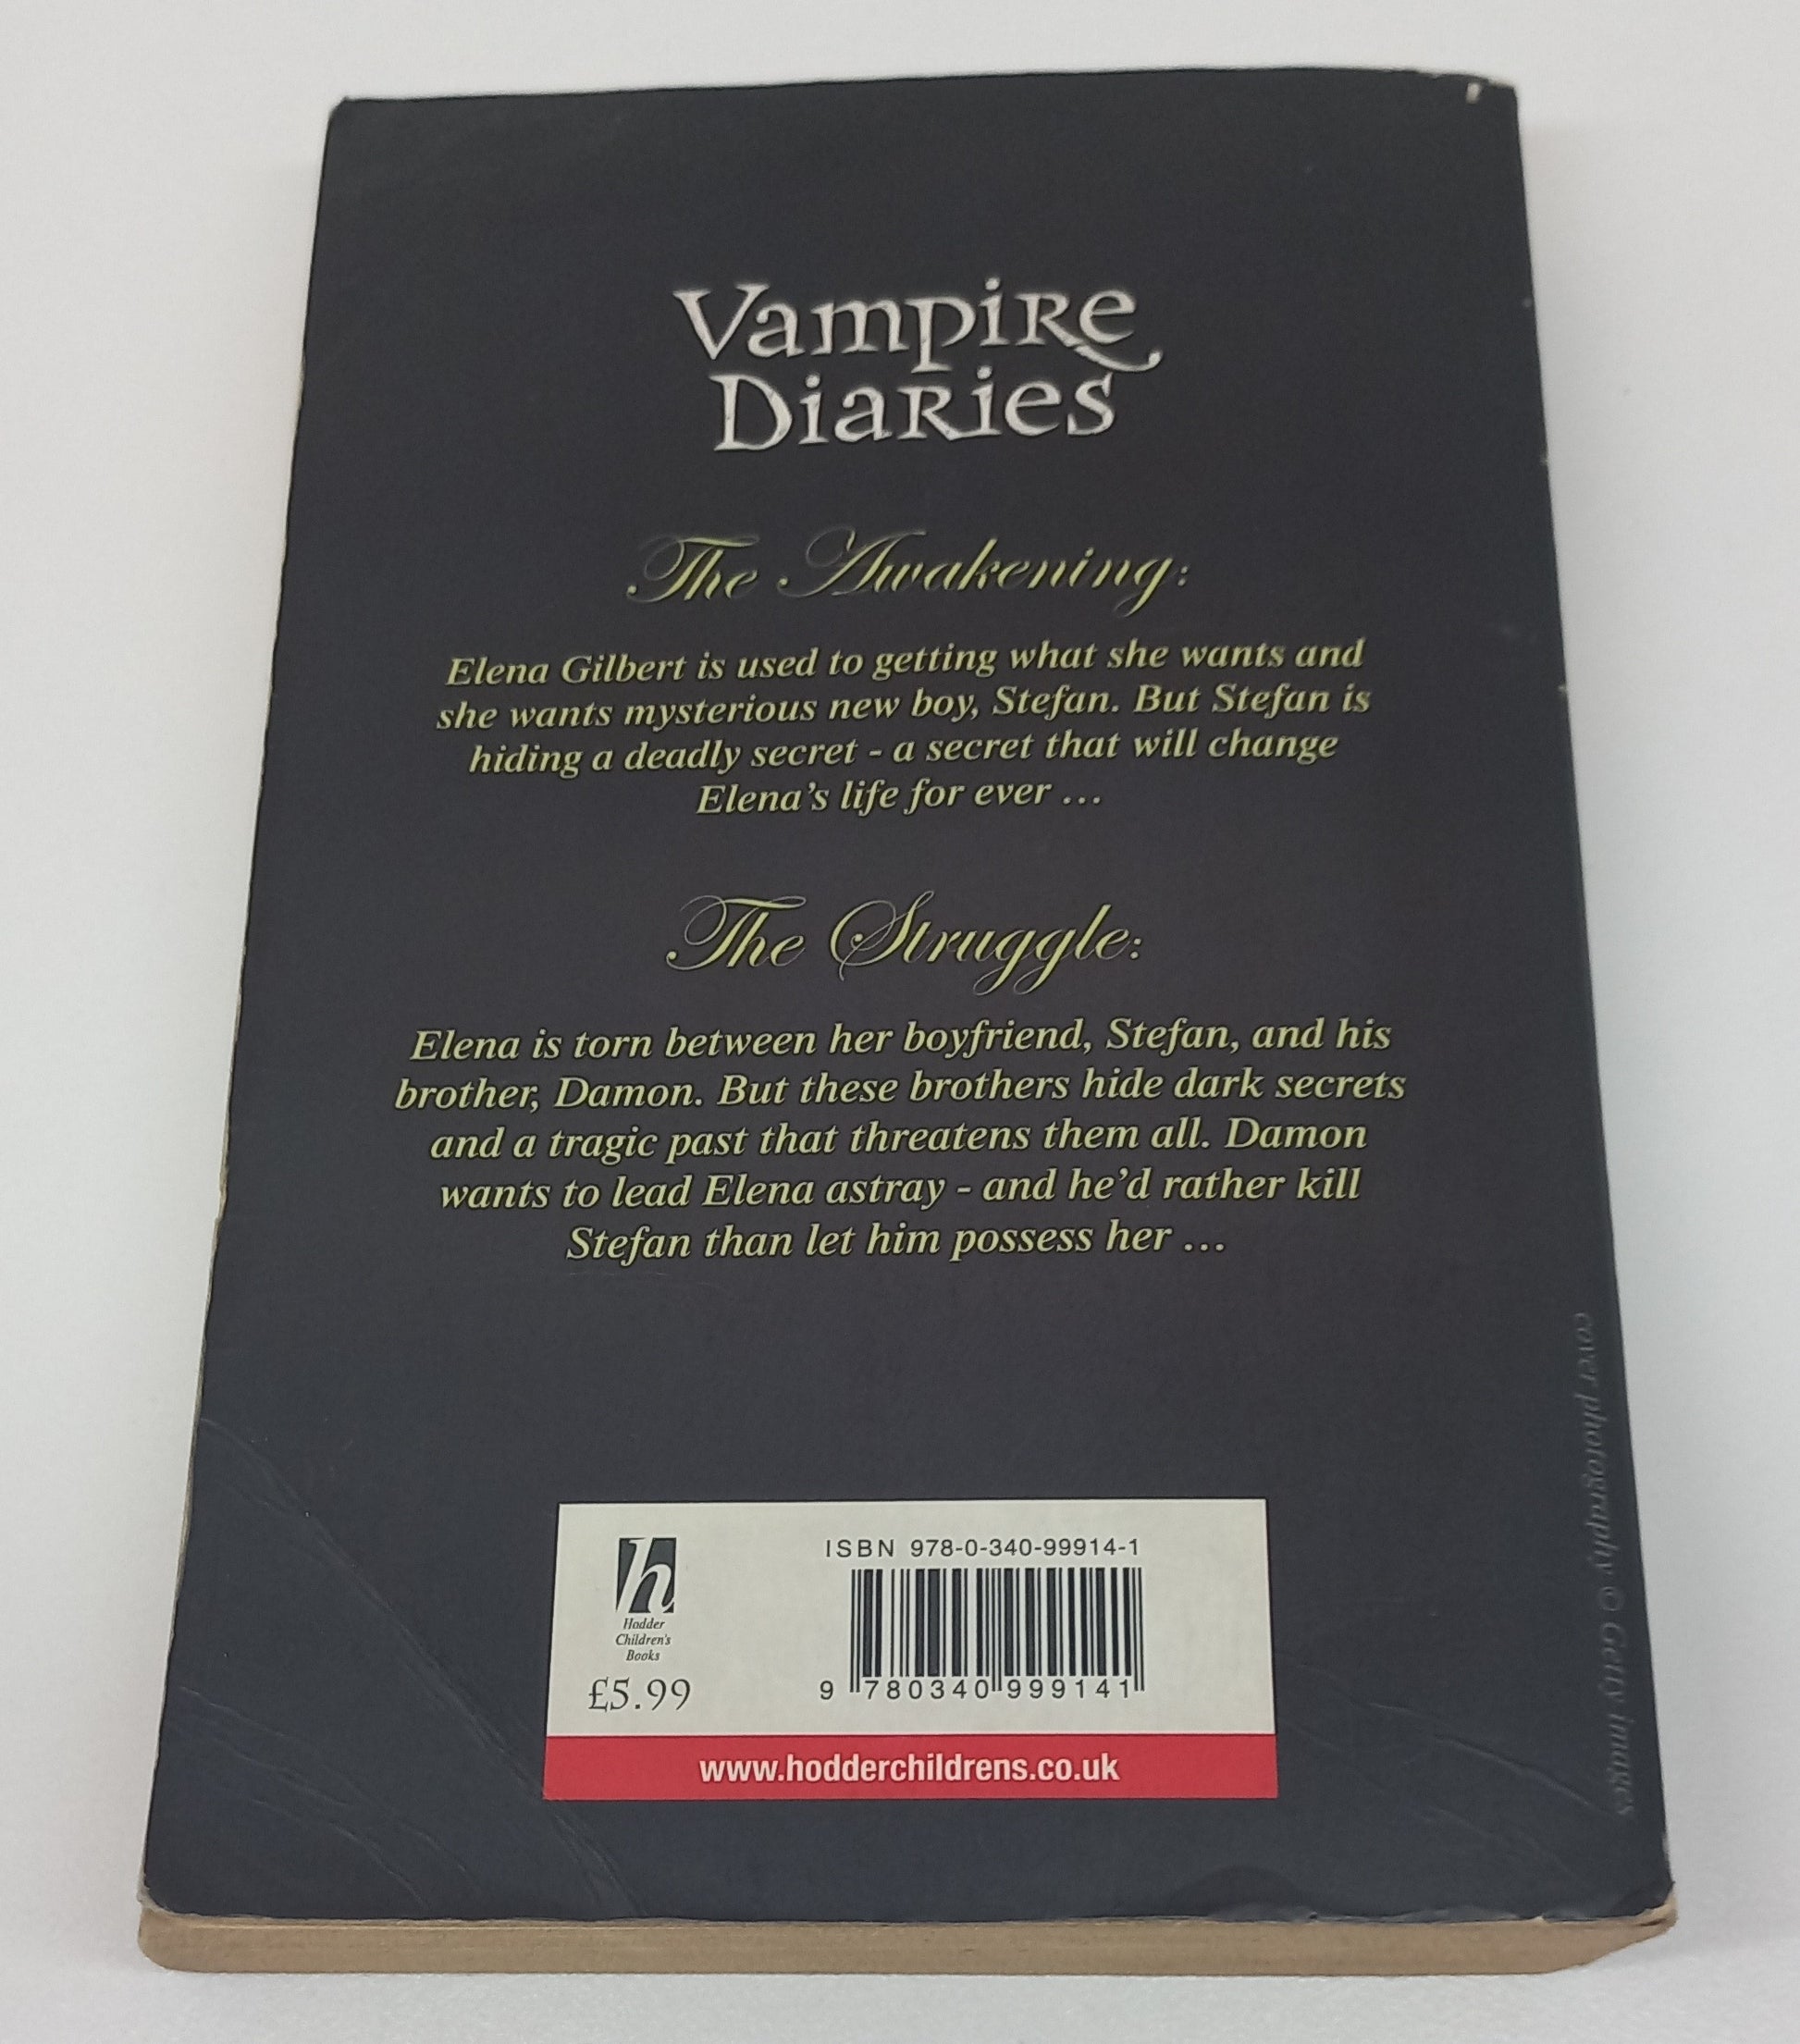 Vampire
Diaries
The Awakening:
Elena Gilbert is used to getting what she wants and
she wants mysterious new boy, Stefan. But Stefan is
hiding a deadly secret - a secret that will change
Elena's life for ever ...
The Struggle:
Elena is torn between her boyfriend, Stefan, and his
brother, Damon. But these brothers hide dark secrets
and a tragic past that threatens them all. Damon
wants to lead Elena astray - and he'd rather kill
Stefan than let him possess her ...
cover photography © Getty images
h
Hodder
Children's
Books
£5.99
ISBN 978-0-340-99914-1
9 780340 999141
www.hodderchildrens.co.uk